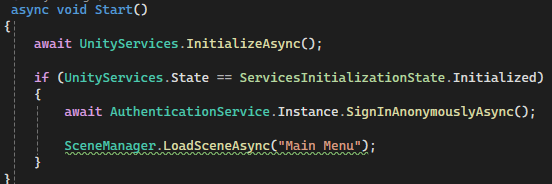 async void Start()
{
await UnityServices.InitializeAsync();
if (UnityServices.State == ServicesInitializationState.Initialized)
{
await AuthenticationService.Instance.SignInAnonymouslyAsync();
SceneManager.LoadSceneAsync("Main Menu");
}
}